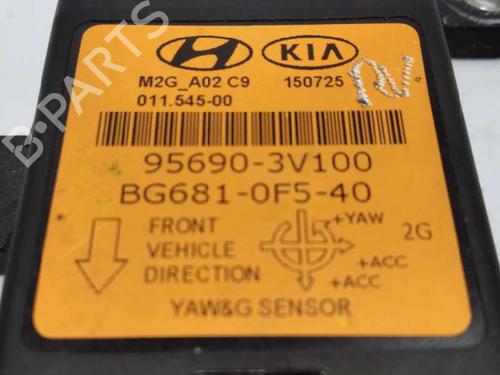 KIA
M2G_A02 C9 150725
011.545-00
95690-3V100
BG681-0F5-40
FRONT
VEHICLE
DIRECTION
+YAW
2G
+ACC
+ACC
YAW&G SENSOR
B-PARTS